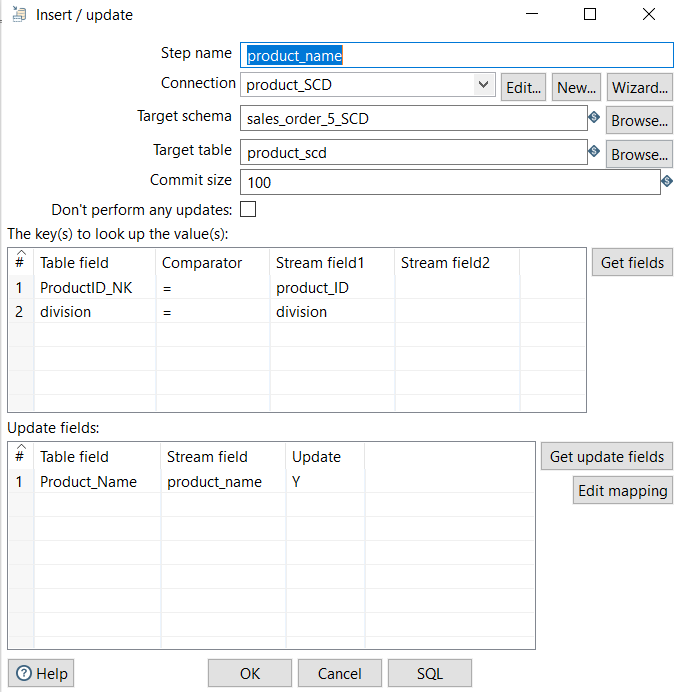 Insert / update
Step name product_name
Connection product_SCD Edit... New... Wizard...
Target schema sales_order_5_SCD Browse...
Target table product_scd Browse...
Commit size 100
Don't perform any updates:
The key(s) to look up the value(s):
# Table field Comparator Stream field1 Stream field2 Get fields
1 ProductID_NK = product_ID
2 division = division
Update fields:
# Table field Stream field Update Get update fields
1 Product_Name product_name Y
Edit mapping
Help OK Cancel SQL